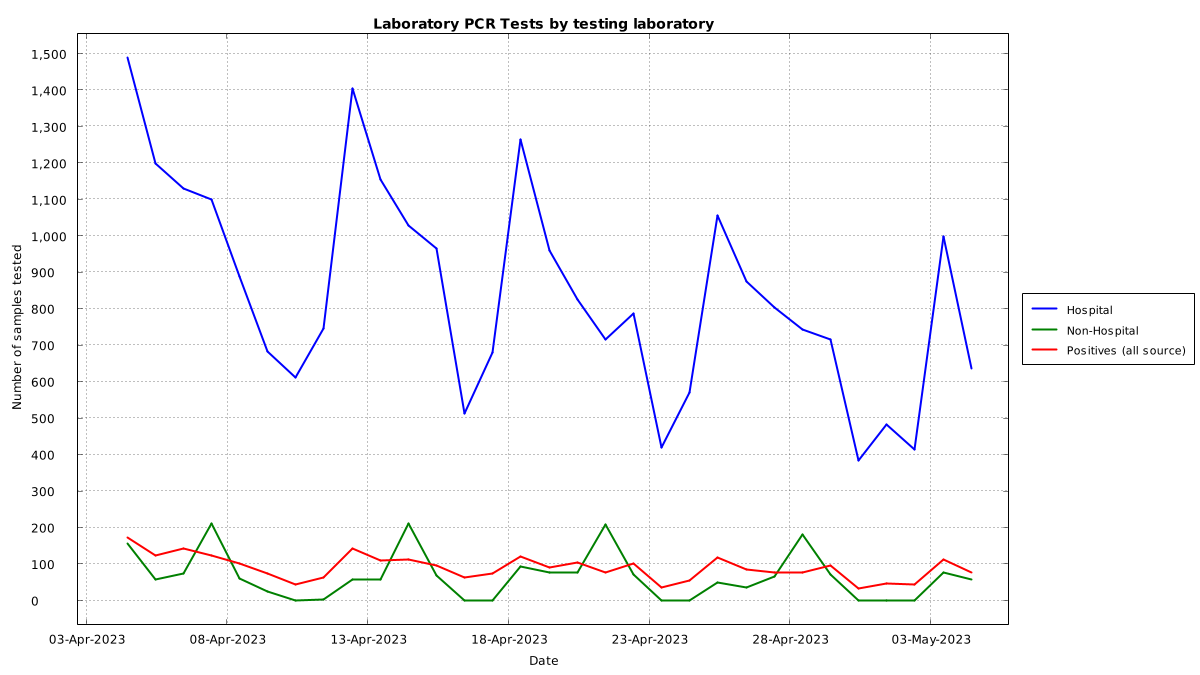 Laboratory PCR Tests by testing laboratory
1,500
1,400
1,300
1,200
1,100
1,000
900
800
700
600
500
400
300
200
100
0
Number of samples tested
03-Apr-2023 08-Apr-2023 13-Apr-2023 18-Apr-2023 23-Apr-2023 28-Apr-2023 03-May-2023
Date
Hospital
Non-Hospital
Positives (all source)